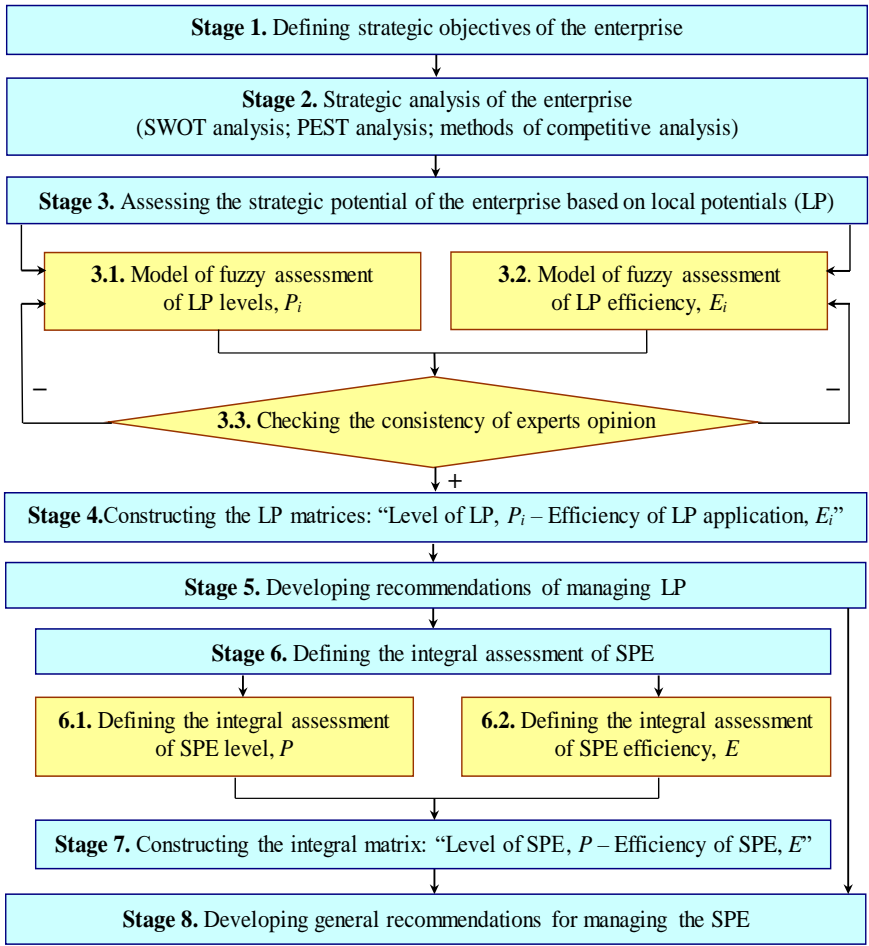 Stage 1. Defining strategic objectives of the enterprise
Stage 2. Strategic analysis of the enterprise
(SWOT analysis; PEST analysis; methods of competitive analysis)
Stage 3. Assessing the strategic potential of the enterprise based on local potentials (LP)
3.1. Model of fuzzy assessment
of LP levels, Pi
3.2. Model of fuzzy assessment
of LP efficiency, Ei
–
–
3.3. Checking the consistency of experts opinion
+
Stage 4.Constructing the LP matrices: “Level of LP, Pi – Efficiency of LP application, Ei”
Stage 5. Developing recommendations of managing LP
Stage 6. Defining the integral assessment of SPE
6.1. Defining the integral assessment
of SPE level, P
6.2. Defining the integral assessment
of SPE efficiency, E
Stage 7. Constructing the integral matrix: “Level of SPE, P – Efficiency of SPE, E”
Stage 8. Developing general recommendations for managing the SPE